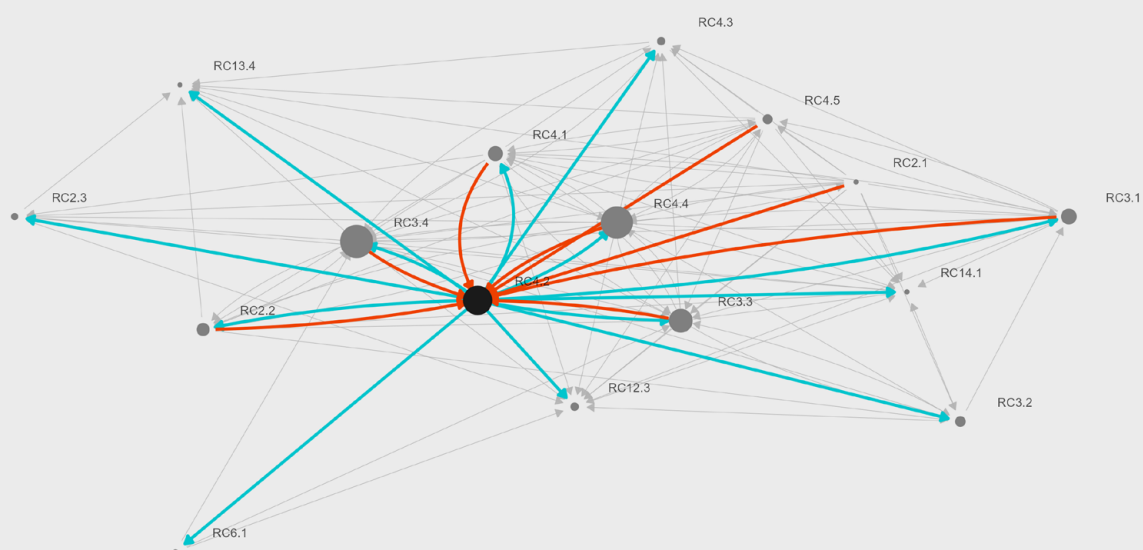 RC4.3
RC13.4
RC4.5
RC4.1
RC2.1
RC2.3
RC3.1
RC4.4
RC3.4
RC14.1
RC4.2
RC3.3
RC2.2
RC12.3
RC3.2
RC6.1